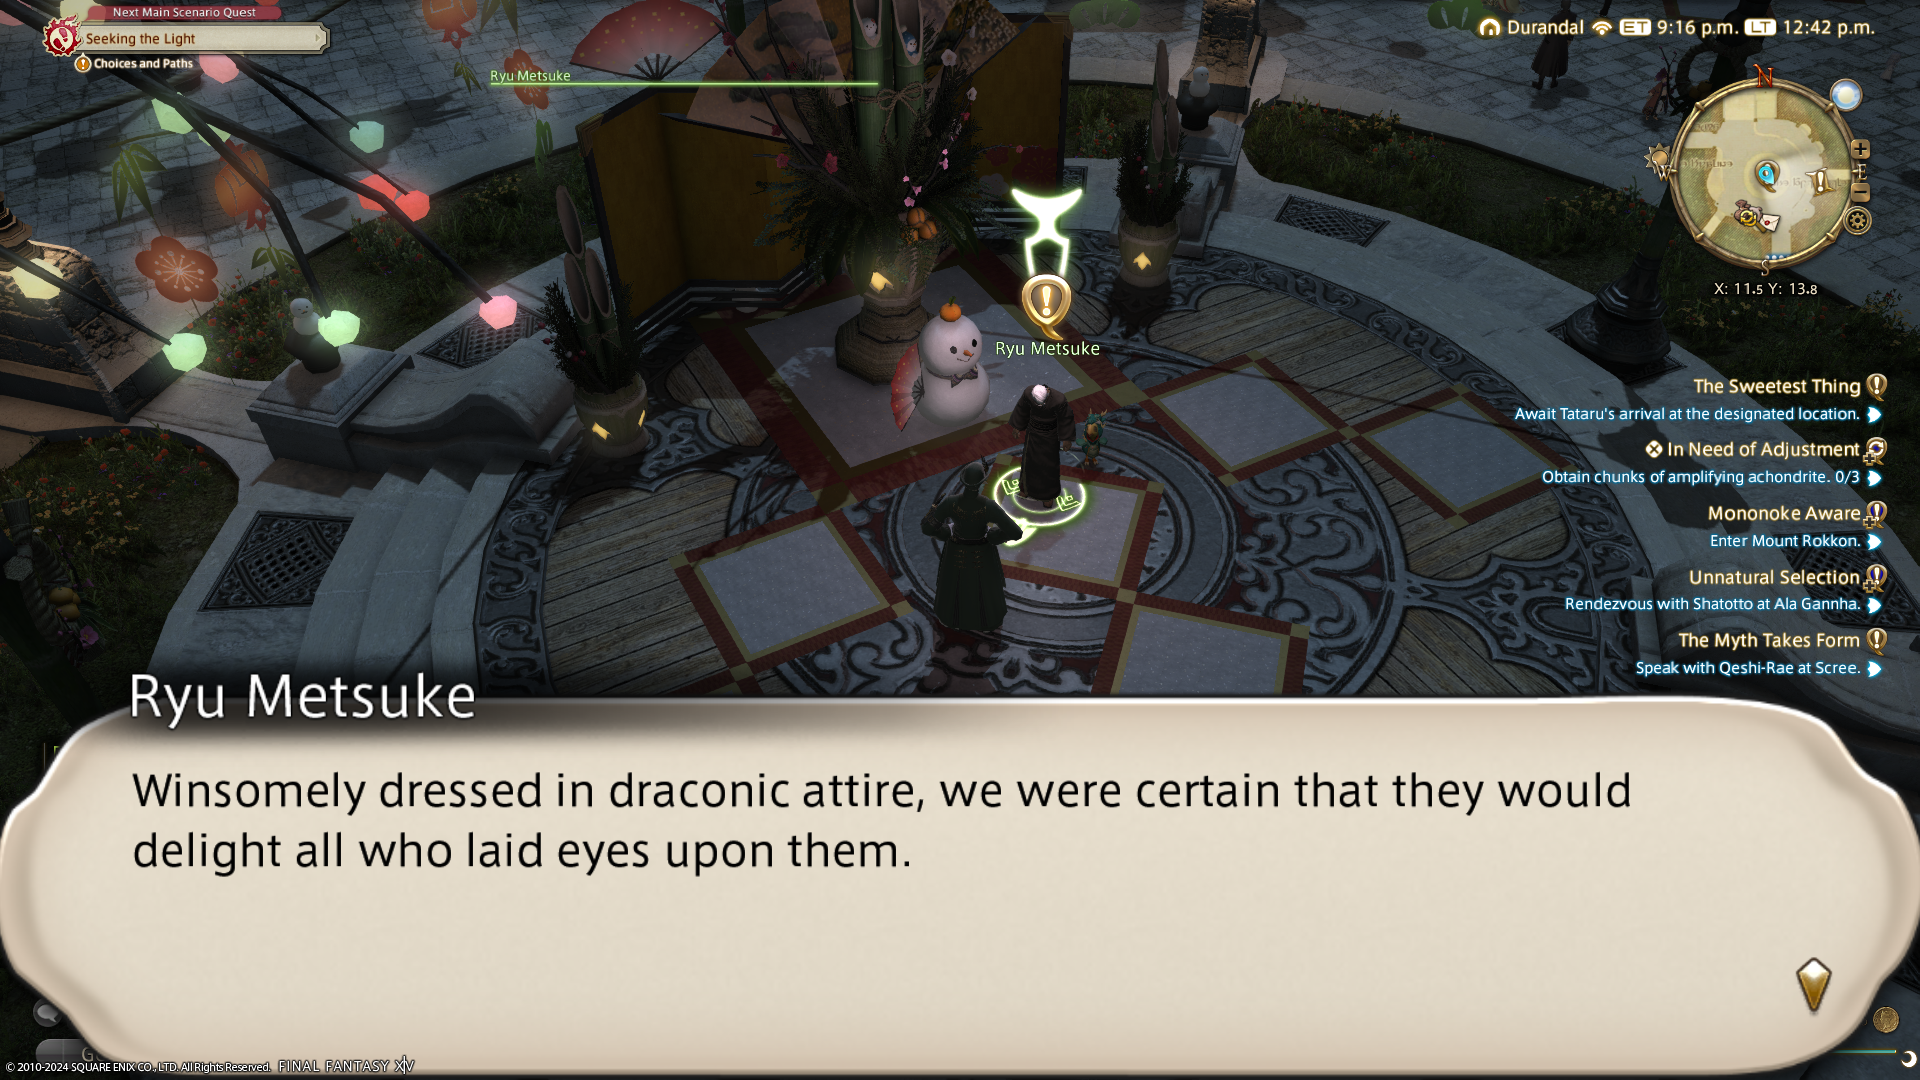 Next Main Scenario Quest
Seeking the Light
Choices and Paths
Ryu Metsuke
Durandal ET 9:16 p.m. LT 12:42 p.m.
N
W
E
S
X: 11.5 Y: 13.8
Ryu Metsuke
The Sweetest Thing
Await Tataru's arrival at the designated location.
In Need of Adjustment
Obtain chunks of amplifying achondrite. 0/3
Mononoke Aware
Enter Mount Rokkon.
Unnatural Selection
Rendezvous with Shatotto at Ala Gannha.
The Myth Takes Form
Speak with Qeshi-Rae at Scree.
Ryu Metsuke
Winsomely dressed in draconic attire, we were certain that they would
delight all who laid eyes upon them.
© 2010-2024 SQUARE ENIX CO., LTD. All Rights Reserved. FINAL FANTASY XIV